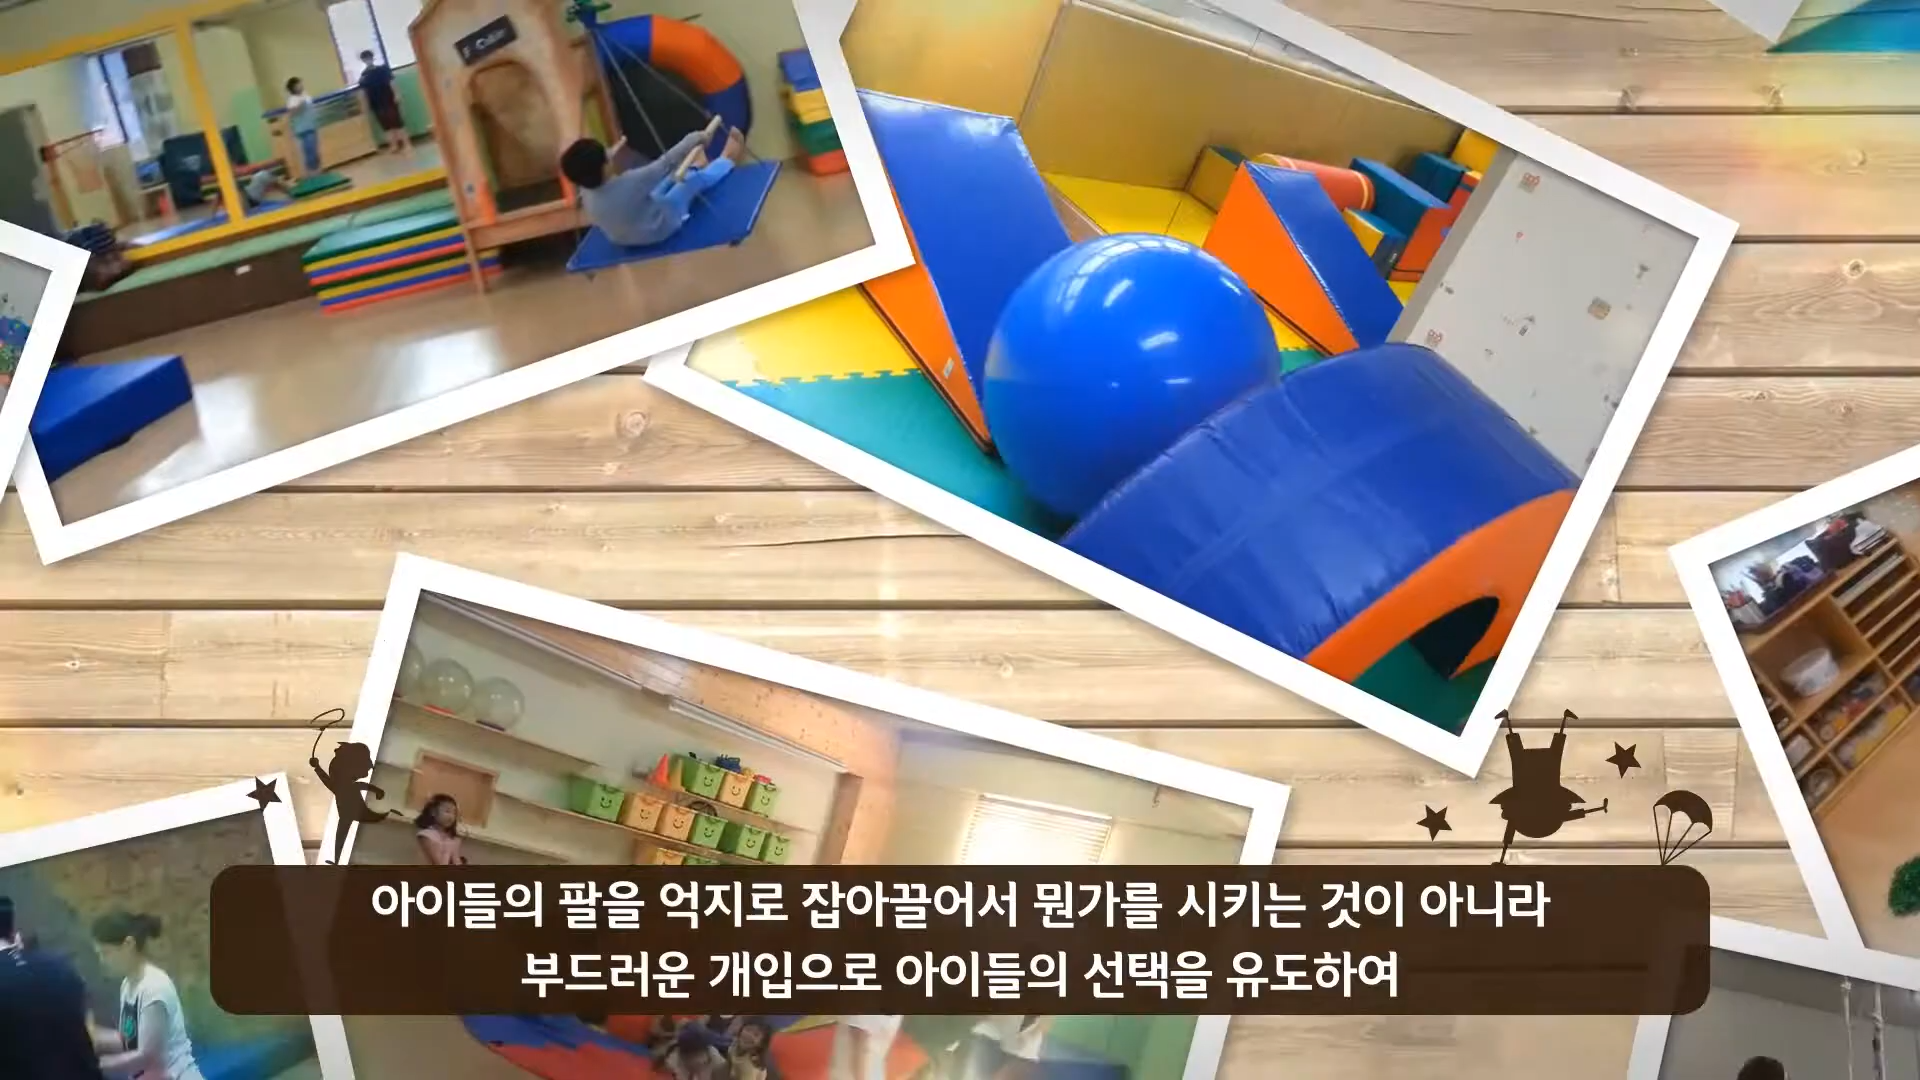 아이들의 팔을 억지로 잡아끌어서 뭔가를 시키는 것이 아니라
부드러운 개입으로 아이들의 선택을 유도하여